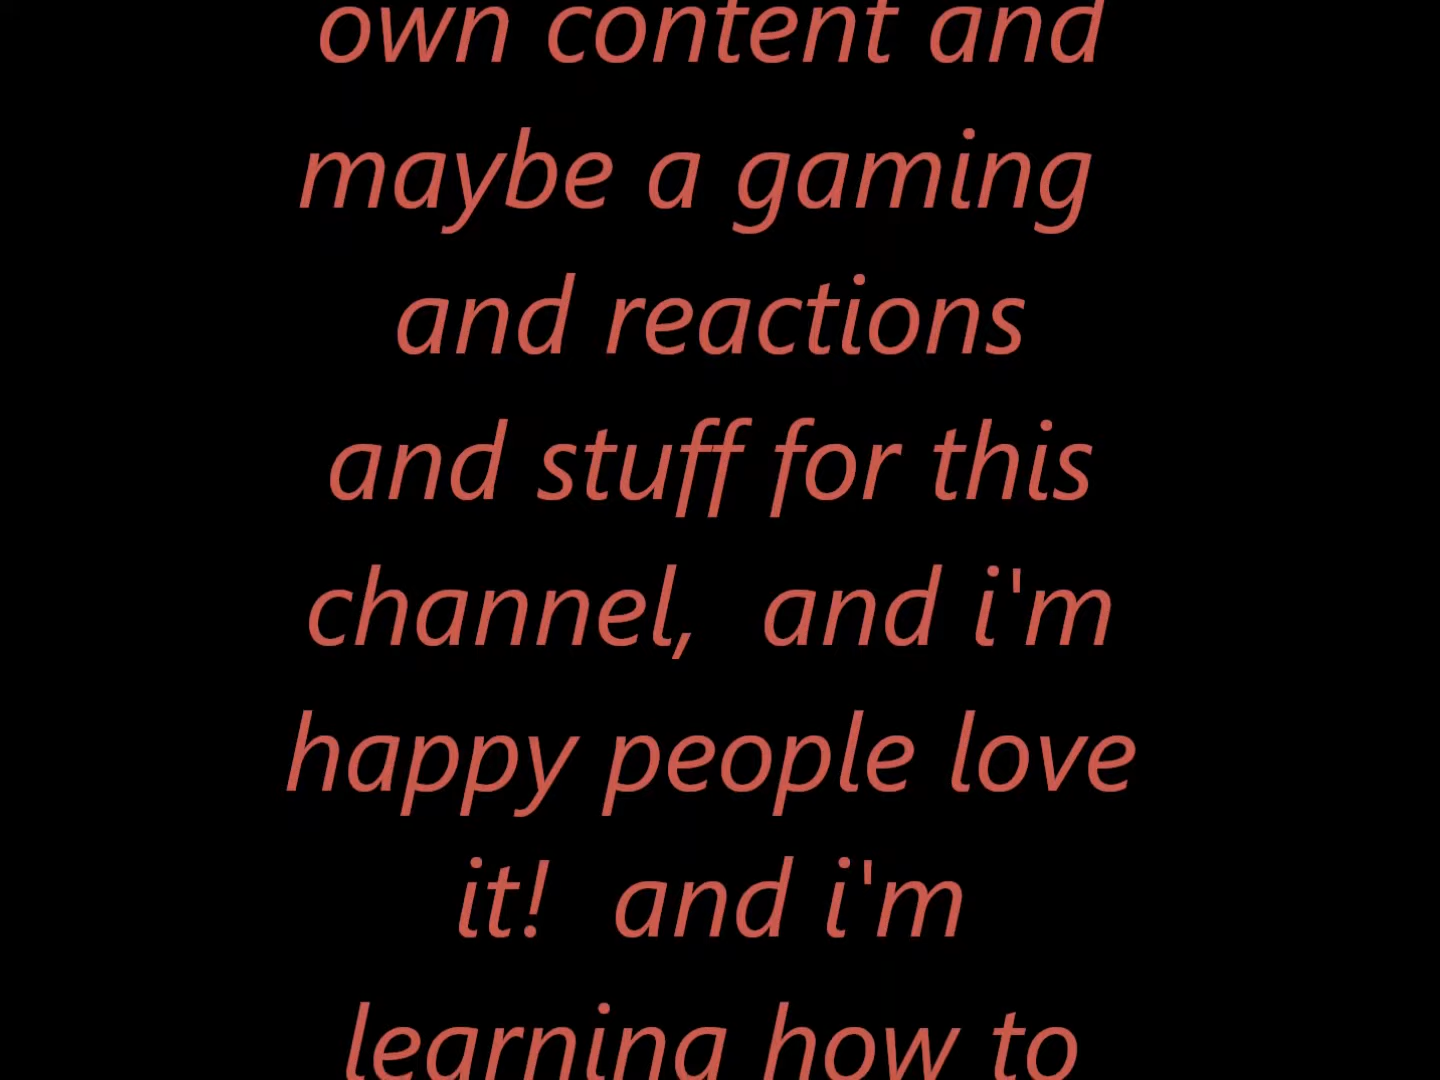 own content and
maybe a gaming
and reactions
and stuff for this
channel,  and i'm
happy people love
it!  and i'm
learning how to